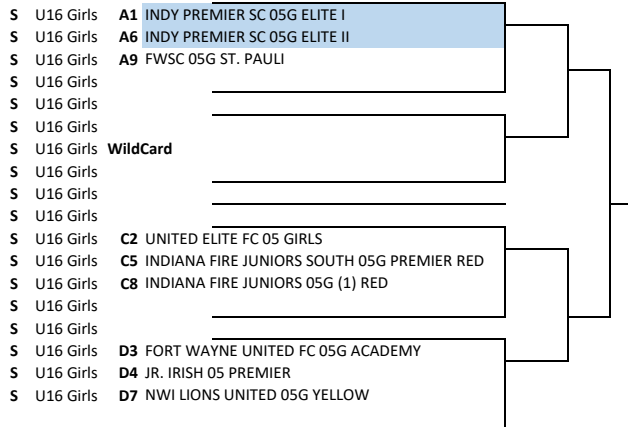 S U16 Girls A1 INDY PREMIER SC 05G ELITE I
S U16 Girls A6 INDY PREMIER SC 05G ELITE II
S U16 Girls A9 FWSC 05G ST. PAULI
S U16 Girls
S U16 Girls
S U16 Girls
S U16 Girls WildCard
S U16 Girls
S U16 Girls
S U16 Girls
S U16 Girls C2 UNITED ELITE FC 05 GIRLS
S U16 Girls C5 INDIANA FIRE JUNIORS SOUTH 05G PREMIER RED
S U16 Girls C8 INDIANA FIRE JUNIORS 05G (1) RED
S U16 Girls
S U16 Girls
S U16 Girls D3 FORT WAYNE UNITED FC 05G ACADEMY
S U16 Girls D4 JR. IRISH 05 PREMIER
S U16 Girls D7 NWI LIONS UNITED 05G YELLOW